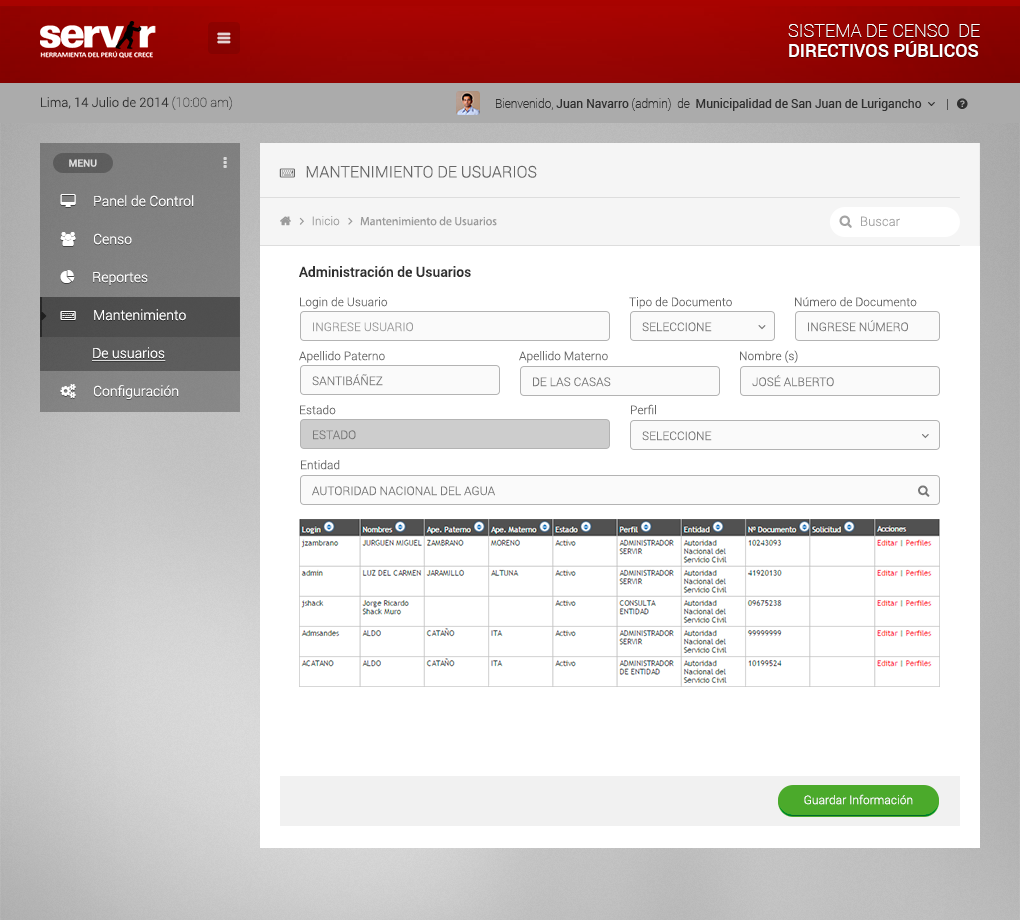 servir
HERRAMIENTA DEL PERÚ QUE CRECE
SISTEMA DE CENSO DE
DIRECTIVOS PÚBLICOS
Lima, 14 Julio de 2014 (10:00 am)
Bienvenido, Juan Navarro (admin) de Municipalidad de San Juan de Lurigancho |
MENU
Panel de Control
Censo
Reportes
Mantenimiento
De usuarios
Configuración
MANTENIMIENTO DE USUARIOS
Inicio > Mantenimiento de Usuarios
Buscar
Administración de Usuarios
Login de Usuario Tipo de Documento Número de Documento
INGRESE USUARIO SELECCIONE INGRESE NÚMERO
Apellido Paterno Apellido Materno Nombre (s)
SANTIBÁÑEZ DE LAS CASAS JOSÉ ALBERTO
Estado Perfil
ESTADO SELECCIONE
Entidad
AUTORIDAD NACIONAL DEL AGUA
Login Nombres Ape. Paterno Ape. Materno Estado Perfil Entidad Nº Documento Solicitud Acciones
jzambrano JURGUEN MIGUEL ZAMBRANO MORENO Activo ADMINISTRADOR SERVIR Autoridad Nacional del Servicio Civil 10243093 Editar | Perfiles
admin LUZ DEL CARMEN JARAMILLO ALTUNA Activo ADMINISTRADOR SERVIR Autoridad Nacional del Servicio Civil 41920130 Editar | Perfiles
jshack Jorge Ricardo Shack Muro Activo CONSULTA ENTIDAD Autoridad Nacional del Servicio Civil 09675238 Editar | Perfiles
Admsandes ALDO CATAÑO ITA Activo ADMINISTRADOR SERVIR Autoridad Nacional del Servicio Civil 99999999 Editar | Perfiles
ACATANO ALDO CATAÑO ITA Activo ADMINISTRADOR DE ENTIDAD Autoridad Nacional del Servicio Civil 10199524 Editar | Perfiles
Guardar Información